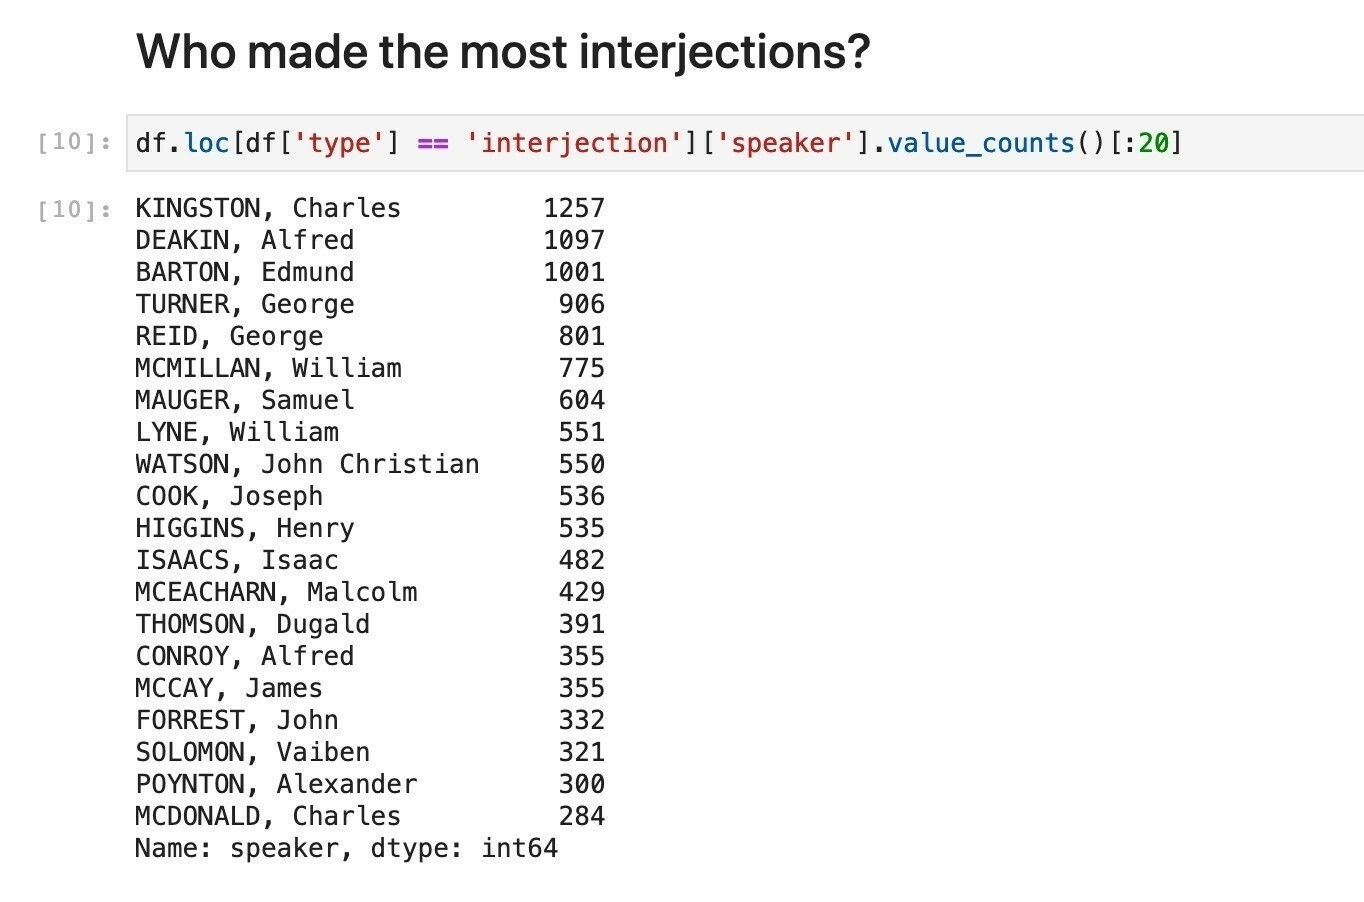 Who made the most interjections?
[10]: df.loc[df['type'] == 'interjection']['speaker'].value_counts()[:20]
[10]: KINGSTON, Charles 1257
DEAKIN, Alfred 1097
BARTON, Edmund 1001
TURNER, George 906
REID, George 801
MCMILLAN, William 775
MAUGER, Samuel 604
LYNE, William 551
WATSON, John Christian 550
COOK, Joseph 536
HIGGINS, Henry 535
ISAACS, Isaac 482
MCEACHARN, Malcolm 429
THOMSON, Dugald 391
CONROY, Alfred 355
MCCAY, James 355
FORREST, John 332
SOLOMON, Vaiben 321
POYNTON, Alexander 300
MCDONALD, Charles 284
Name: speaker, dtype: int64